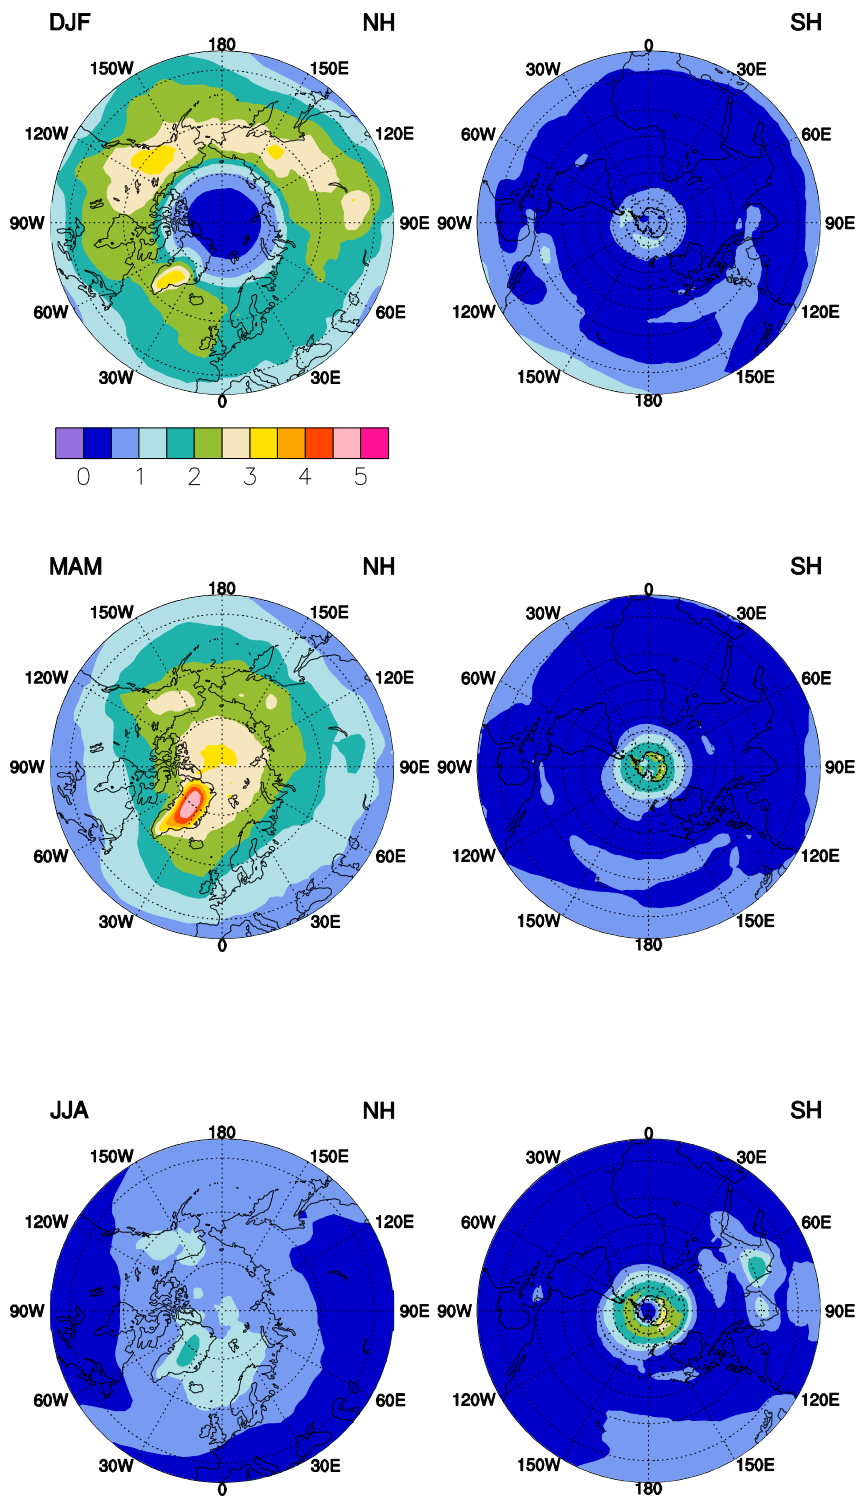 DJF NH SH
180 0
150W 150E 30W 30E
120W 120E 60W 60E
90W 90E 90W 90E
60W 60E 120W 120E
30W 30E 150W 150E
0 180
0 1 2 3 4 5
MAM NH SH
180 0
150W 150E 30W 30E
120W 120E 60W 60E
90W 90E 90W 90E
60W 60E 120W 120E
30W 30E 150W 150E
0 180
JJA NH SH
180 0
150W 150E 30W 30E
120W 120E 60W 60E
90W 90E 90W 90E
60W 60E 120W 120E
30W 30E 150W 150E
0 180